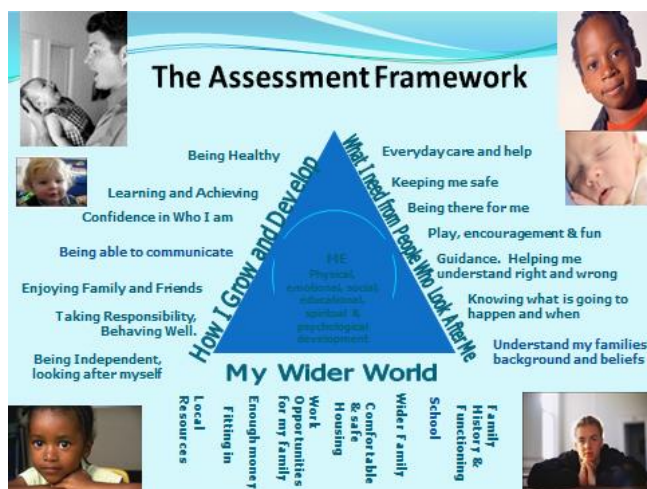 The Assessment Framework
Being Healthy
Learning and Achieving
Confidence in Who I am
Being able to communicate
Enjoying Family and Friends
Taking Responsibility,
Behaving Well.
Being Independent,
looking after myself
How I Grow and Develop
What I need from People Who Look After Me
Everyday care and help
Keeping me safe
Being there for me
Play, encouragement & fun
Guidance. Helping me
understand right and wrong
Knowing what is going to
happen and when
Understand my families
background and beliefs
ME
Physical,
emotional, social,
educational,
spiritual &
psychological
development
My Wider World
Local
Resources
Fitting in
Enough money
Work
Opportunities
for my family
Comfortable
& safe
Housing
Wider Family
School
Family
History &
Functioning